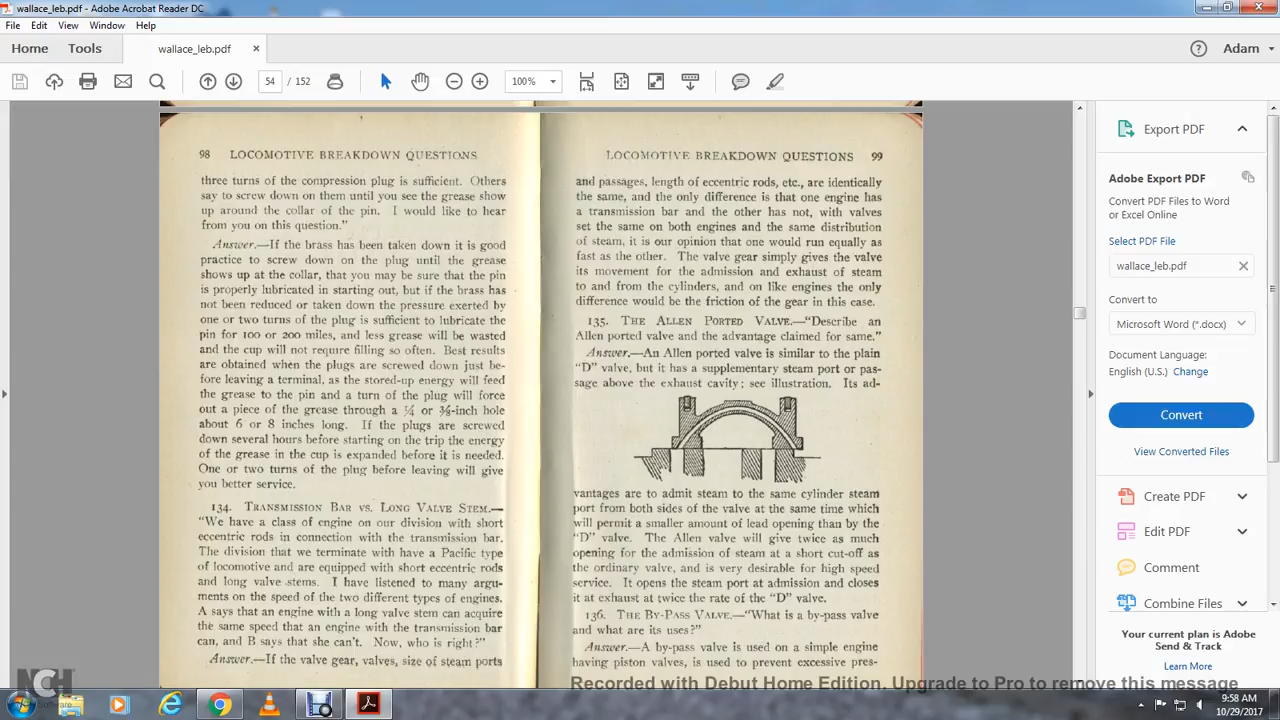 wallace_leb.pdf - Adobe Acrobat Reader DC
File Edit View Window Help
Home Tools wallace_leb.pdf × Adam
54 / 152 100%
98 LOCOMOTIVE BREAKDOWN QUESTIONS
three turns of the compression plug is sufficient. Others
say to screw down on them until you see the grease show
up around the collar of the pin. I would like to hear
from you on this question."
Answer.—If the brass has been taken down it is good
practice to screw down on the plug until the grease
shows up at the collar, that you may be sure that the pin
is properly lubricated in starting out, but if the brass has
not been reduced or taken down the pressure exerted by
one or two turns of the plug is sufficient to lubricate the
pin for 100 or 200 miles, and less grease will be wasted
and the cup will not require filling so often. Best results
are obtained when the plugs are screwed down just be-
fore leaving a terminal, as the stored-up energy will feed
the grease to the pin and a turn of the plug will force
out a piece of the grease through a ¼ or ⅜-inch hole
about 6 or 8 inches long. If the plugs are screwed
down several hours before starting on the trip the energy
of the grease in the cup is expanded before it is needed.
One or two turns of the plug before leaving will give
you better service.
134. TRANSMISSION BAR VS. LONG VALVE STEM.—
"We have a class of engine on our division with short
eccentric rods in connection with the transmission bar.
The division that we terminate with have a Pacific type
of locomotive and are equipped with short eccentric rods
and long valve stems. I have listened to many argu-
ments on the speed of the two different types of engines.
A says that an engine with a long valve stem can acquire
the same speed that an engine with the transmission bar
can, and B says that she can't. Now, who is right?"
Answer.—If the valve gear, valves, size of steam ports
LOCOMOTIVE BREAKDOWN QUESTIONS 99
and passages, length of eccentric rods, etc., are identically
the same, and the only difference is that one engine has
a transmission bar and the other has not, with valves
set the same on both engines and the same distribution
of steam, it is our opinion that one would run equally as
fast as the other. The valve gear simply gives the valve
its movement for the admission and exhaust of steam
to and from the cylinders, and on like engines the only
difference would be the friction of the gear in this case.
135. THE ALLEN PORTED VALVE.—"Describe an
Allen ported valve and the advantage claimed for same."
Answer.—An Allen ported valve is similar to the plain
"D" valve, but it has a supplementary steam port or pas-
sage above the exhaust cavity; see illustration. Its ad-
vantages are to admit steam to the same cylinder steam
port from both sides of the valve at the same time which
will permit a smaller amount of lead opening than by the
"D" valve. The Allen valve will give twice as much
opening for the admission of steam at a short cut-off as
the ordinary valve, and is very desirable for high speed
service. It opens the steam port at admission and closes
it at exhaust at twice the rate of the "D" valve.
136. THE BY-PASS VALVE.—"What is a by-pass valve
and what are its uses?"
Answer.—A by-pass valve is used on a simple engine
having piston valves, is used to prevent excessive pres-
Export PDF
Adobe Export PDF
Convert PDF Files to Word
or Excel Online
Select PDF File
wallace_leb.pdf
Convert to
Microsoft Word (*.docx)
Document Language:
English (U.S.) Change
Convert
View Converted Files
Create PDF
Edit PDF
Comment
Combine Files
Your current plan is Adobe
Send & Track
Learn More
NCH
Software
Recorded with Debut Home Edition. Upgrade to Pro to remove this message
9:58 AM
10/29/2017